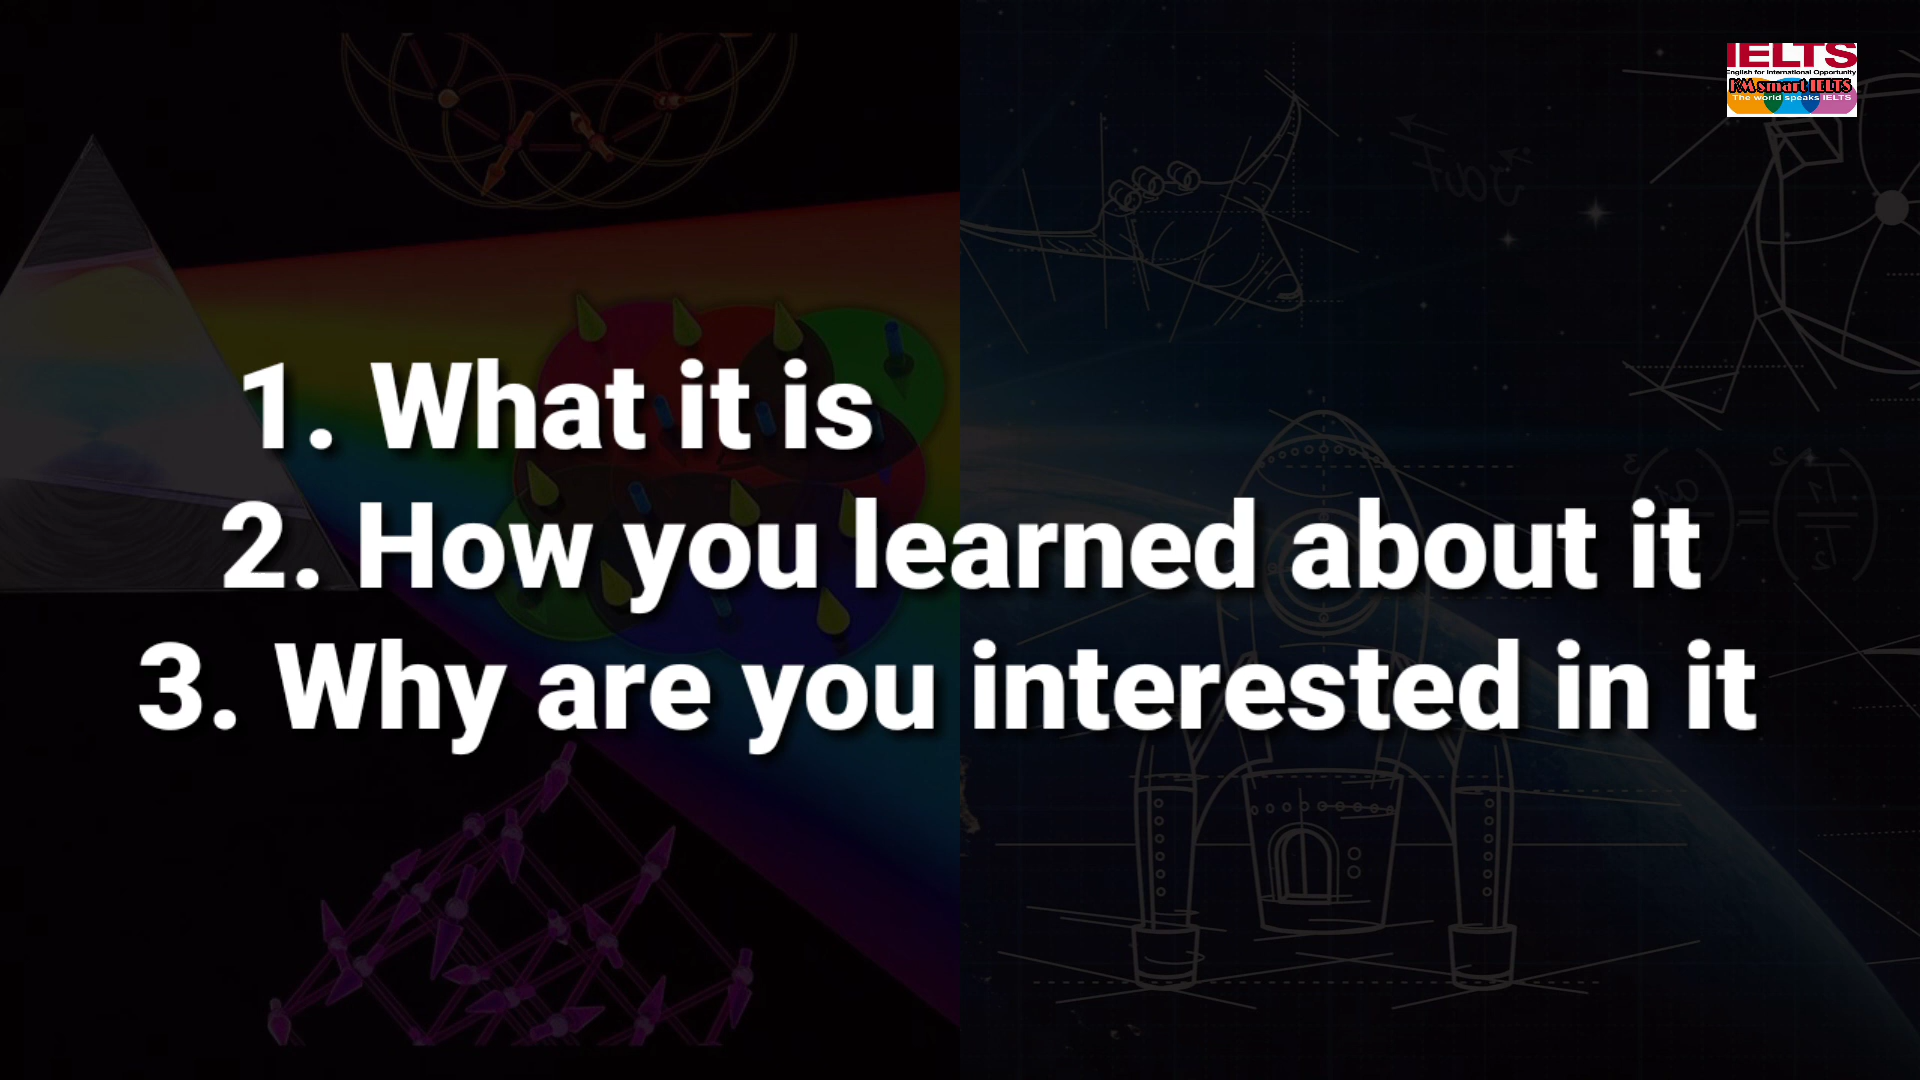 IELTS
English for International Opportunity
KMsmart IELTS
The world speaks IELTS
1. What it is
2. How you learned about it
3. Why are you interested in it